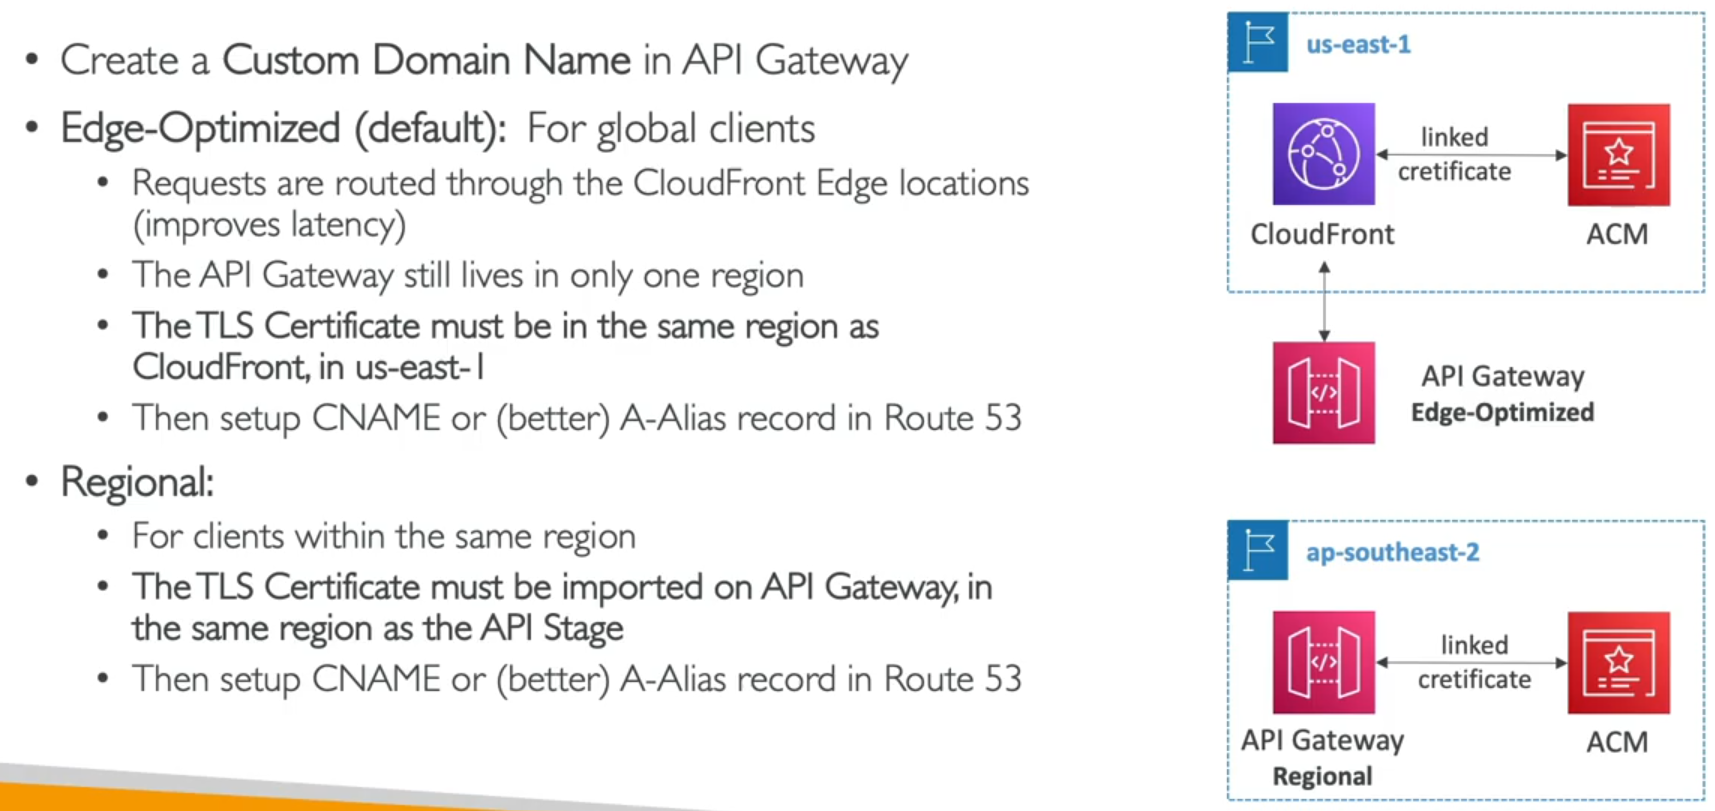 • Create a Custom Domain Name in API Gateway
• Edge-Optimized (default): For global clients
• Requests are routed through the CloudFront Edge locations
(improves latency)
• The API Gateway still lives in only one region
• The TLS Certificate must be in the same region as
CloudFront, in us-east-1
• Then setup CNAME or (better) A-Alias record in Route 53
• Regional:
• For clients within the same region
• The TLS Certificate must be imported on API Gateway, in
the same region as the API Stage
• Then setup CNAME or (better) A-Alias record in Route 53
us-east-1
linked
cretificate
CloudFront
ACM
</>
API Gateway
Edge-Optimized
ap-southeast-2
</>
linked
cretificate
API Gateway
Regional
ACM